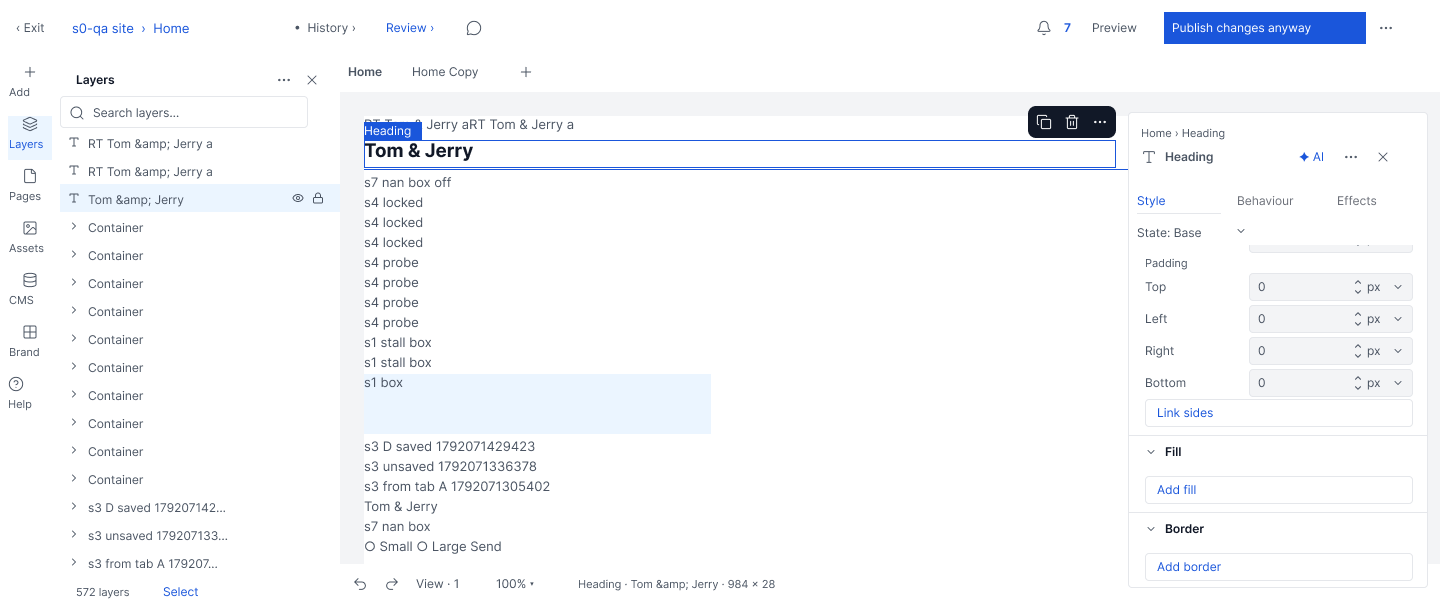 ‹ Exit
s0-qa site › Home
• History ›
Review ›
7
Preview
Publish changes anyway
Add
Layers
Pages
Assets
CMS
Brand
Help
Layers
Search layers...
RT Tom &amp; Jerry a
RT Tom &amp; Jerry a
Tom &amp; Jerry
Container
Container
Container
Container
Container
Container
Container
Container
Container
Container
s3 D saved 179207142...
s3 unsaved 179207133...
s3 from tab A 179207...
572 layers
Select
Home
Home Copy
& Jerry aRT Tom & Jerry a
Heading
Tom & Jerry
s7 nan box off
s4 locked
s4 locked
s4 locked
s4 probe
s4 probe
s4 probe
s4 probe
s1 stall box
s1 stall box
s1 box
s3 D saved 1792071429423
s3 unsaved 1792071336378
s3 from tab A 1792071305402
Tom & Jerry
s7 nan box
Small Large Send
View · 1
100%
Heading · Tom &amp; Jerry · 984 × 28
Home › Heading
Heading
AI
Style
Behaviour
Effects
State: Base
Padding
Top 0 px
Left 0 px
Right 0 px
Bottom 0 px
Link sides
Fill
Add fill
Border
Add border